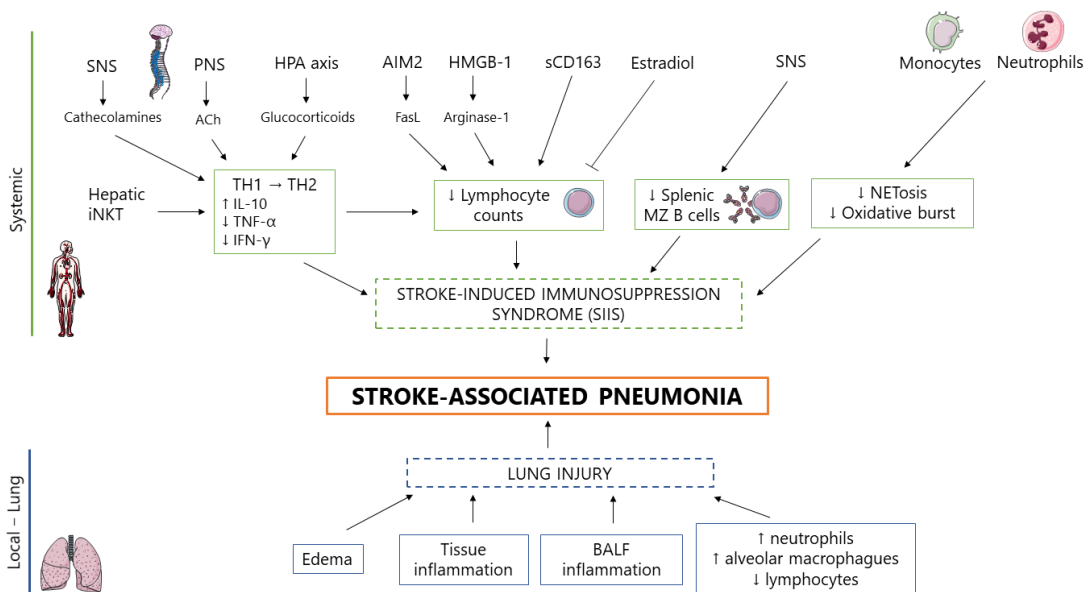 Systemic
SNS
PNS
HPA axis
AIM2
HMGB-1
sCD163
Estradiol
SNS
Monocytes
Neutrophils
Cathecolamines
ACh
Glucocorticoids
FasL
Arginase-1
Hepatic
iNKT
TH1 → TH2
↑ IL-10
↓ TNF-α
↓ IFN-γ
↓ Lymphocyte
counts
↓ Splenic
MZ B cells
↓ NETosis
↓ Oxidative burst
STROKE-INDUCED IMMUNOSUPPRESSION
SYNDROME (SIIS)
STROKE-ASSOCIATED PNEUMONIA
Local – Lung
LUNG INJURY
Edema
Tissue
inflammation
BALF
inflammation
↑ neutrophils
↑ alveolar macrophagues
↓ lymphocytes